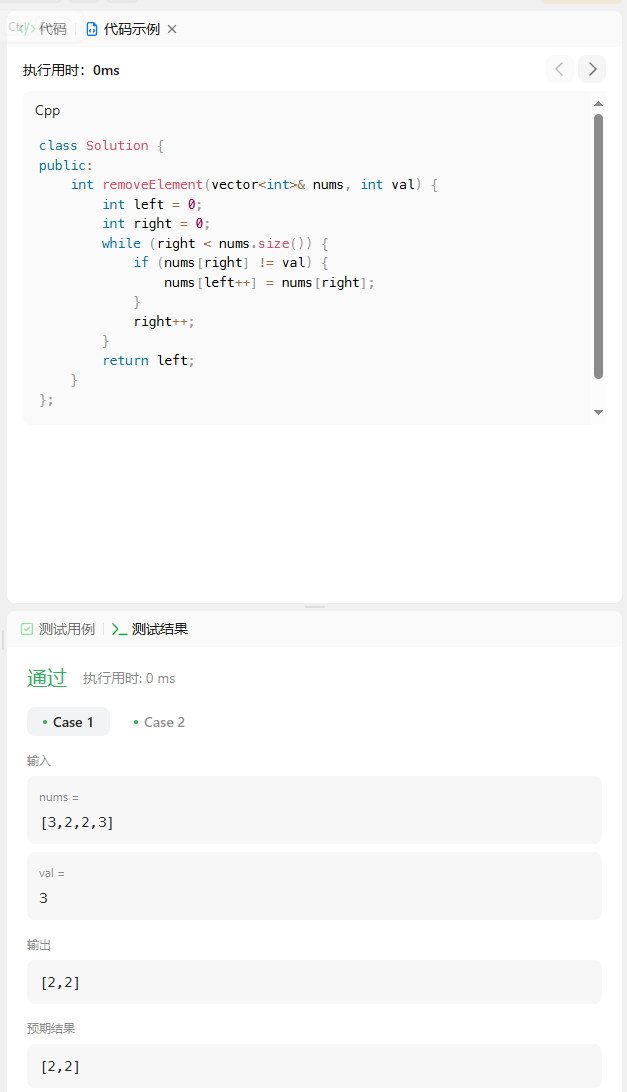 代码
代码示例
执行用时：0ms
Cpp
class Solution {
public:
    int removeElement(vector<int>& nums, int val) {
        int left = 0;
        int right = 0;
        while (right < nums.size()) {
            if (nums[right] != val) {
                nums[left++] = nums[right];
            }
            right++;
        }
        return left;
    }
};
测试用例
测试结果
通过 执行用时: 0 ms
Case 1 Case 2
输入
nums =
[3,2,2,3]
val =
3
输出
[2,2]
预期结果
[2,2]